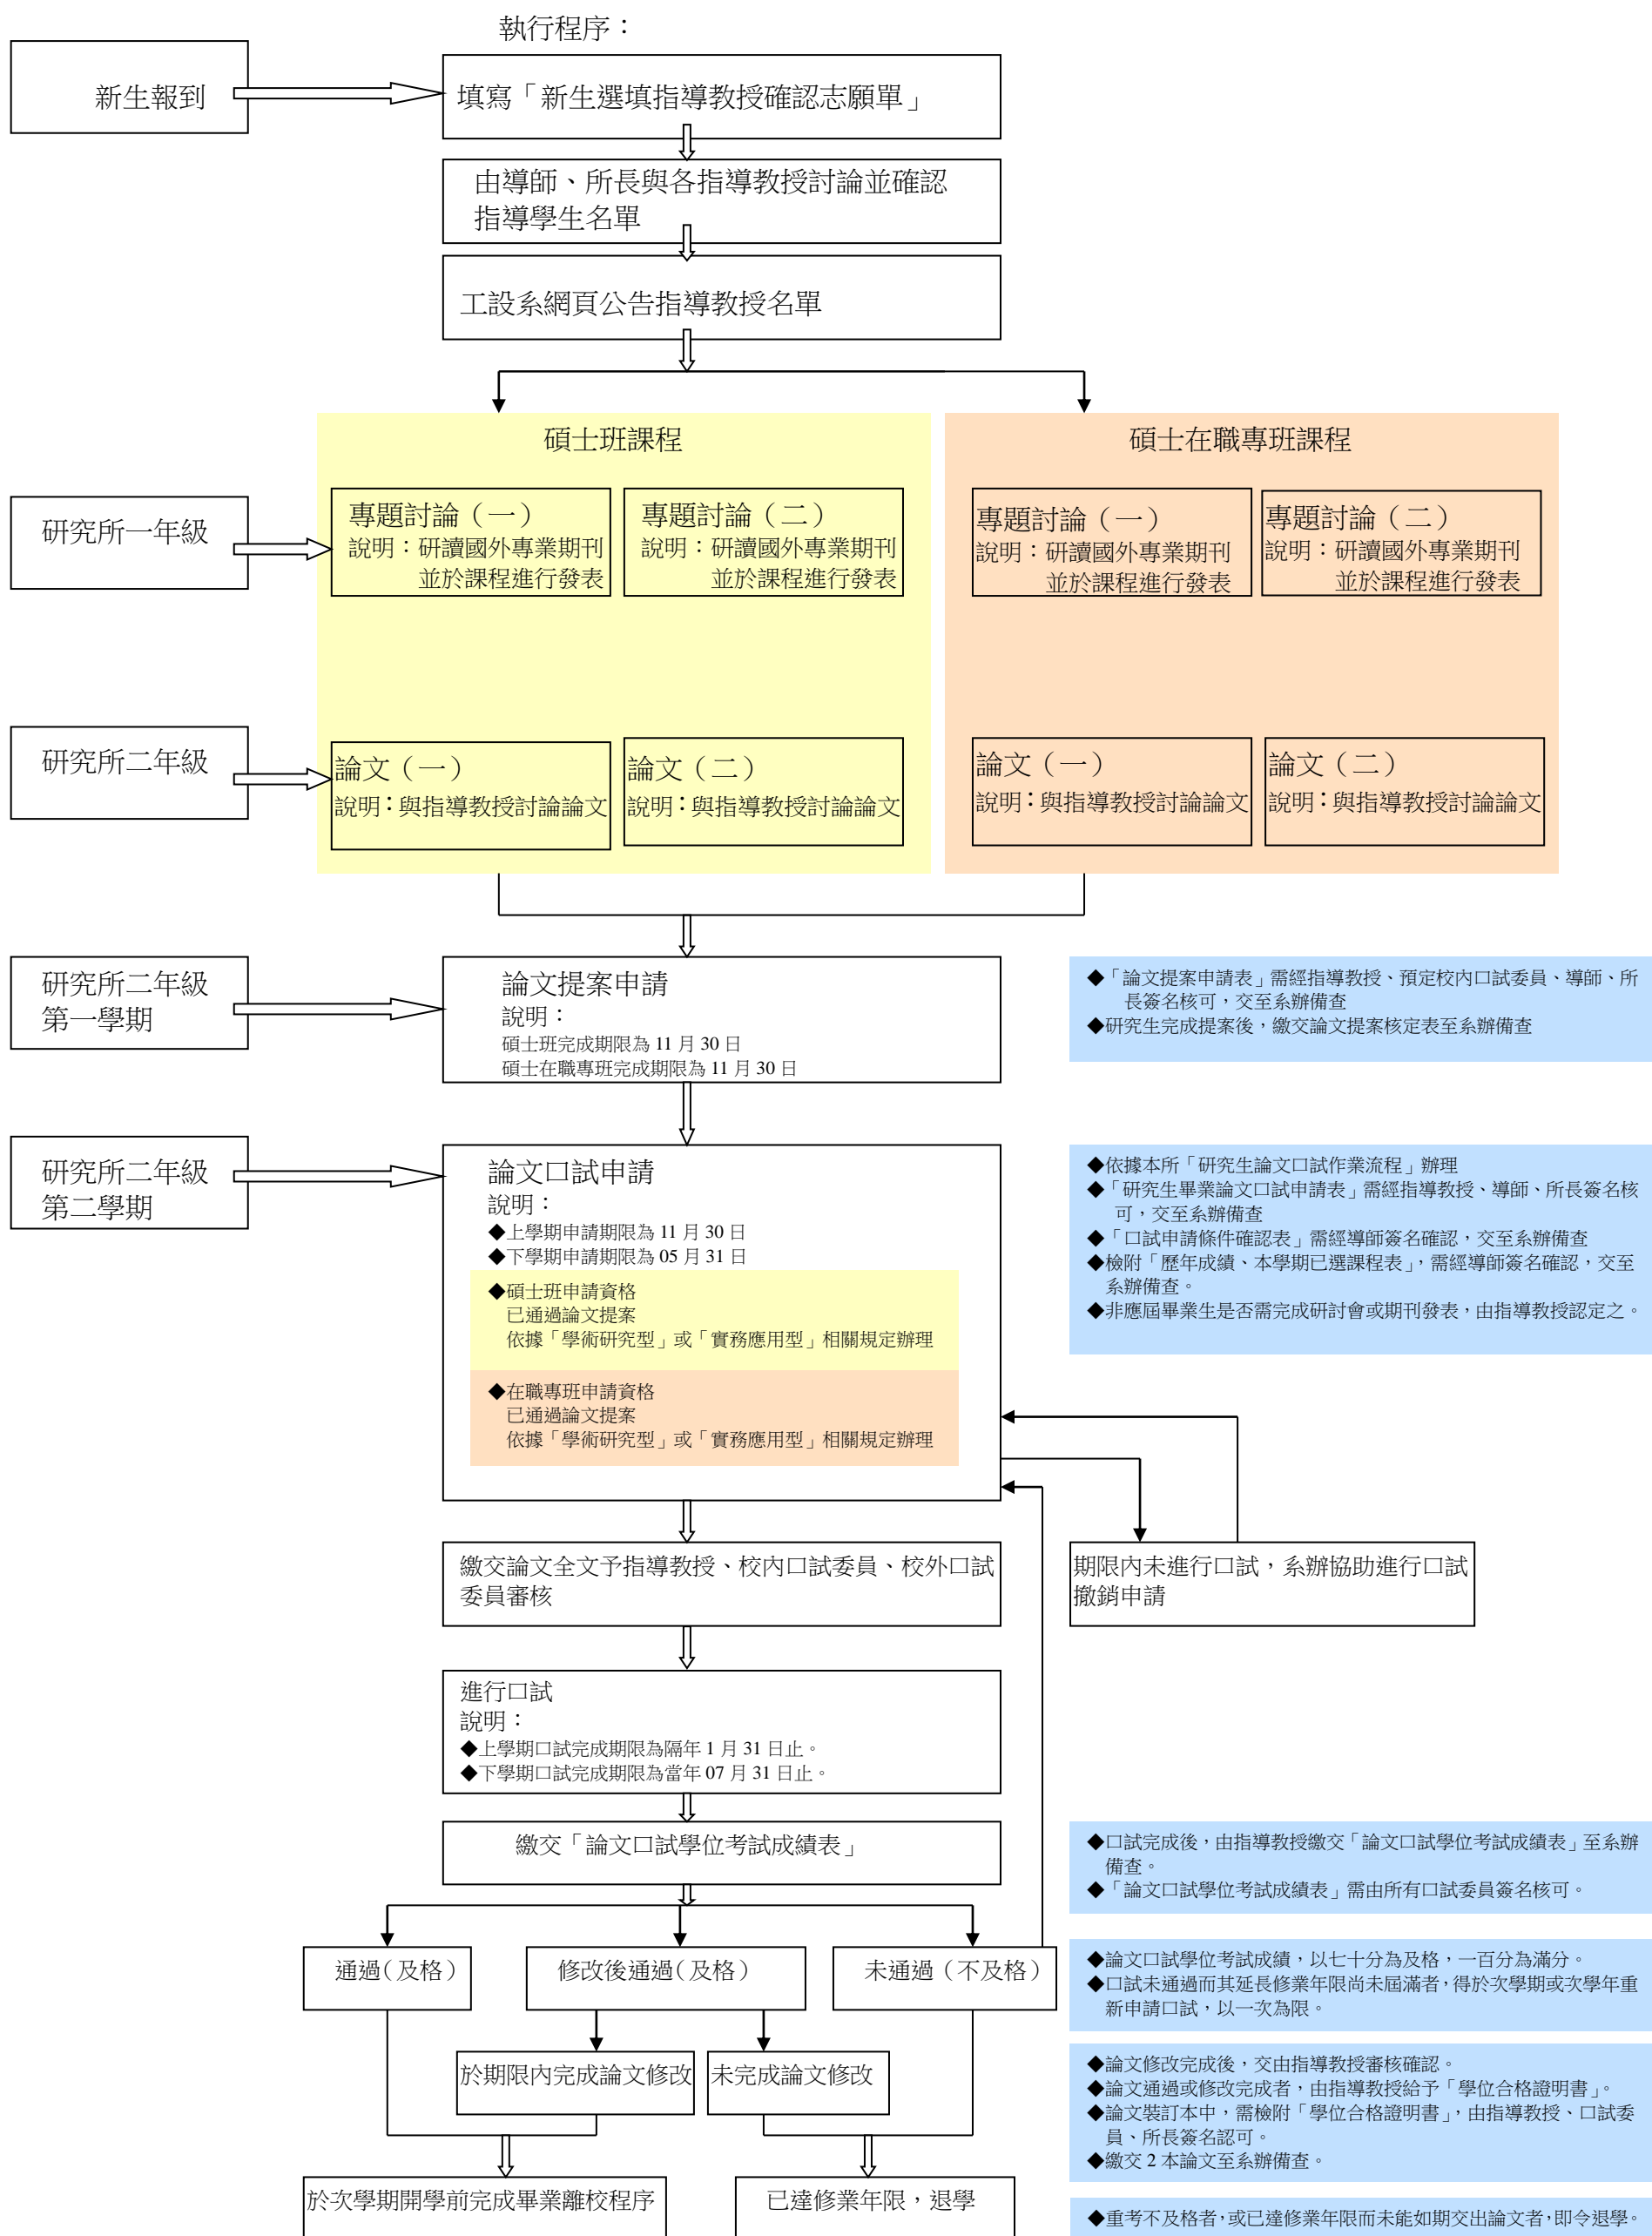 執行程序：
新生報到
填寫「新生選填指導教授確認志願單」
由導師、所長與各指導教授討論並確認
指導學生名單
工設系網頁公告指導教授名單
碩士班課程
碩士在職專班課程
研究所一年級
專題討論（一）
說明：研讀國外專業期刊
並於課程進行發表
專題討論（二）
說明：研讀國外專業期刊
並於課程進行發表
專題討論（一）
說明：研讀國外專業期刊
並於課程進行發表
專題討論（二）
說明：研讀國外專業期刊
並於課程進行發表
研究所二年級
論文（一）
說明：與指導教授討論論文
論文（二）
說明：與指導教授討論論文
論文（一）
說明：與指導教授討論論文
論文（二）
說明：與指導教授討論論文
研究所二年級
第一學期
論文提案申請
說明：
碩士班完成期限為 11 月 30 日
碩士在職專班完成期限為 11 月 30 日
◆「論文提案申請表」需經指導教授、預定校內口試委員、導師、所
長簽名核可，交至系辦備查
◆研究生完成提案後，繳交論文提案核定表至系辦備查
研究所二年級
第二學期
論文口試申請
說明：
◆上學期申請期限為 11 月 30 日
◆下學期申請期限為 05 月 31 日
◆碩士班申請資格
已通過論文提案
依據「學術研究型」或「實務應用型」相關規定辦理
◆在職專班申請資格
已通過論文提案
依據「學術研究型」或「實務應用型」相關規定辦理
◆依據本所「研究生論文口試作業流程」辦理
◆「研究生畢業論文口試申請表」需經指導教授、導師、所長簽名核
可，交至系辦備查
◆「口試申請條件確認表」需經導師簽名確認，交至系辦備查
◆檢附「歷年成績、本學期已選課程表」，需經導師簽名確認，交至
系辦備查。
◆非應屆畢業生是否需完成研討會或期刊發表，由指導教授認定之。
繳交論文全文予指導教授、校內口試委員、校外口試
委員審核
期限內未進行口試，系辦協助進行口試
撤銷申請
進行口試
說明：
◆上學期口試完成期限為隔年 1 月 31 日止。
◆下學期口試完成期限為當年 07 月 31 日止。
繳交「論文口試學位考試成績表」
◆口試完成後，由指導教授繳交「論文口試學位考試成績表」至系辦
備查。
◆「論文口試學位考試成績表」需由所有口試委員簽名核可。
通過（及格）
修改後通過（及格）
未通過（不及格）
◆論文口試學位考試成績，以七十分為及格，一百分為滿分。
◆口試未通過而其延長修業年限尚未屆滿者，得於次學期或次學年重
新申請口試，以一次為限。
於期限內完成論文修改
未完成論文修改
◆論文修改完成後，交由指導教授審核確認。
◆論文通過或修改完成者，由指導教授給予「學位合格證明書」。
◆論文裝訂本中，需檢附「學位合格證明書」，由指導教授、口試委
員、所長簽名認可。
◆繳交 2 本論文至系辦備查。
於次學期開學前完成畢業離校程序
已達修業年限，退學
◆重考不及格者，或已達修業年限而未能如期交出論文者，即令退學。